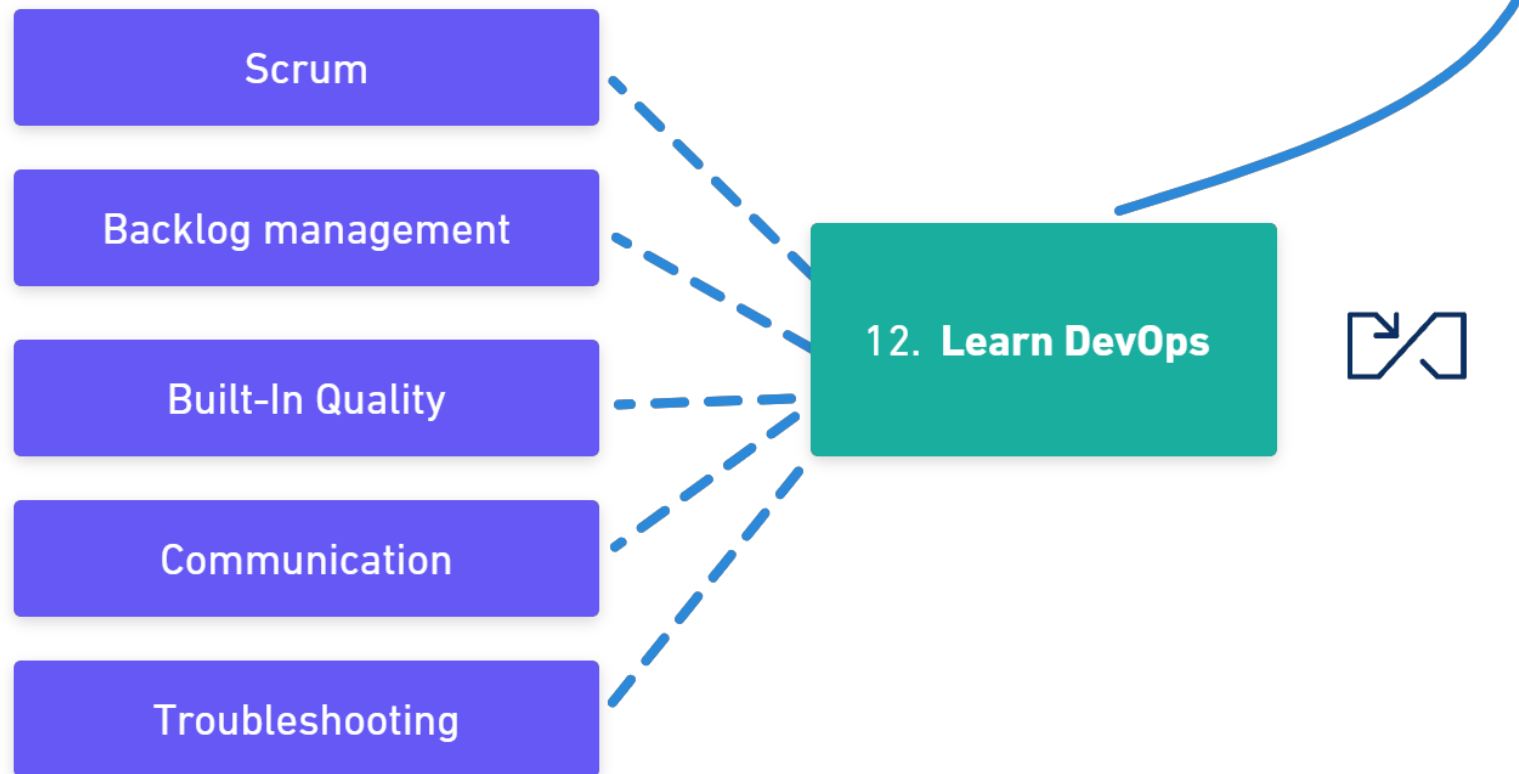 Scrum
Backlog management
Built-In Quality
Communication
Troubleshooting
12. Learn DevOps